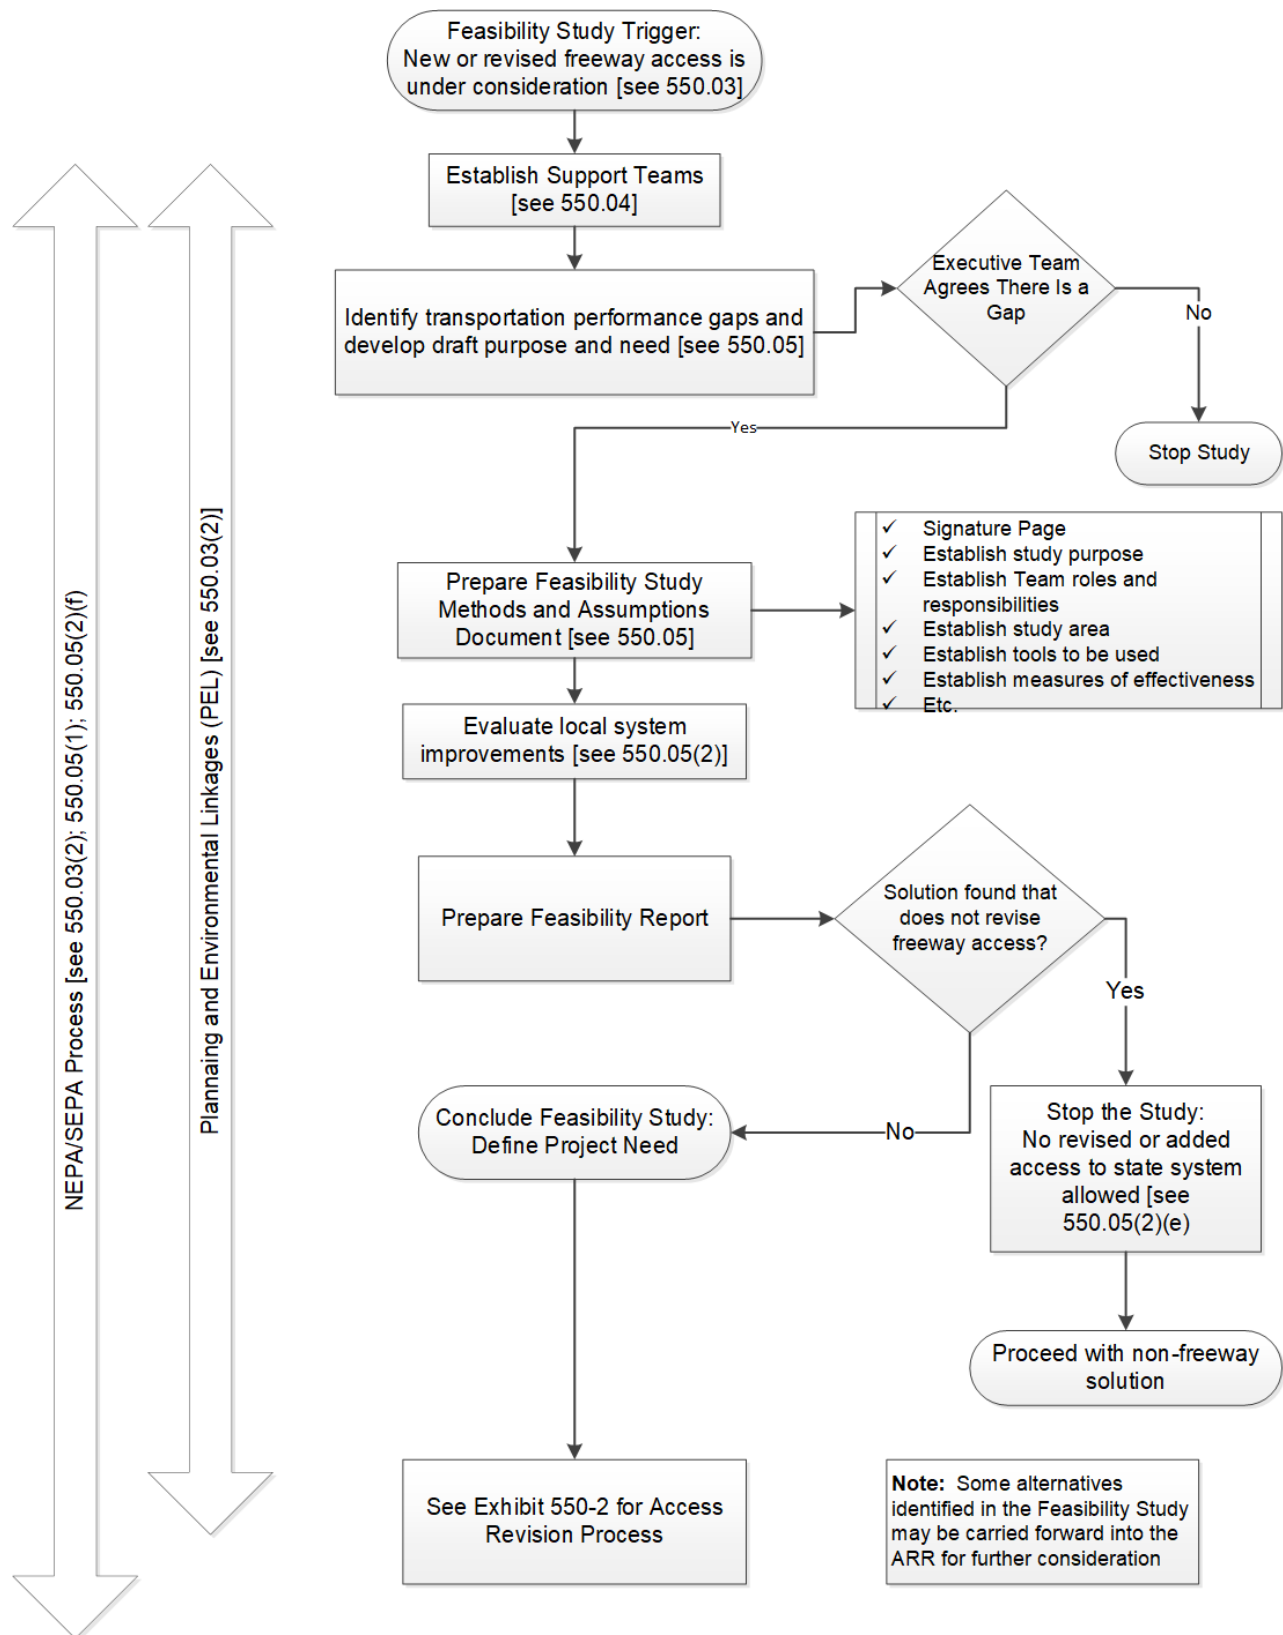 Feasibility Study Trigger:
New or revised freeway access is
under consideration [see 550.03]
Establish Support Teams
[see 550.04]
Identify transportation performance gaps and
develop draft purpose and need [see 550.05]
Executive Team
Agrees There Is a
Gap
No
Stop Study
Yes
Prepare Feasibility Study
Methods and Assumptions
Document [see 550.05]
✓ Signature Page
✓ Establish study purpose
✓ Establish Team roles and
responsibilities
✓ Establish study area
✓ Establish tools to be used
✓ Establish measures of effectiveness
✓ Etc.
Evaluate local system
improvements [see 550.05(2)]
Prepare Feasibility Report
Solution found that
does not revise
freeway access?
Yes
No
Conclude Feasibility Study:
Define Project Need
Stop the Study:
No revised or added
access to state system
allowed [see
550.05(2)(e)
Proceed with non-freeway
solution
See Exhibit 550-2 for Access
Revision Process
Note: Some alternatives
identified in the Feasibility Study
may be carried forward into the
ARR for further consideration
NEPA/SEPA Process [see 550.03(2); 550.05(1); 550.05(2)(f)
Plannaing and Environmental Linkages (PEL) [see 550.03(2)]